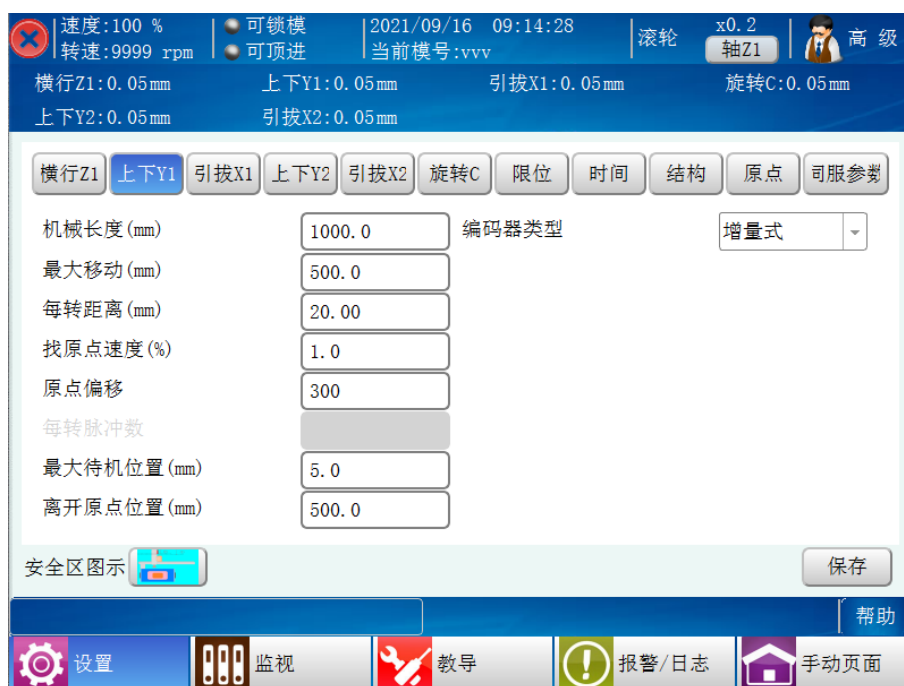 速度:100 % 可锁模 2021/09/16 09:14:28 滚轮 x0.2 高 级
转速:9999 rpm 可顶进 当前模号:vvv 轴Z1
横行Z1:0.05mm 上下Y1:0.05mm 引拔X1:0.05mm 旋转C:0.05mm
上下Y2:0.05mm 引拔X2:0.05mm
横行Z1 上下Y1 引拔X1 上下Y2 引拔X2 旋转C 限位 时间 结构 原点 司服参数
机械长度(mm) 1000.0 编码器类型 增量式
最大移动(mm) 500.0
每转距离(mm) 20.00
找原点速度(%) 1.0
原点偏移 300
每转脉冲数
最大待机位置(mm) 5.0
离开原点位置(mm) 500.0
安全区图示 保存
帮助
设置 监视 教导 报警/日志 手动页面